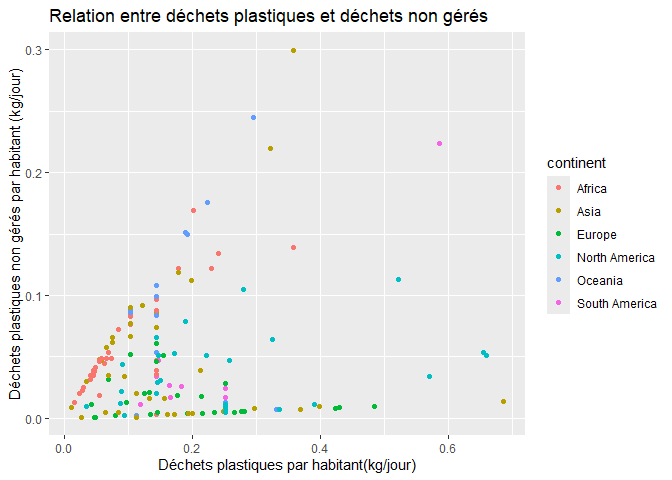 Relation entre déchets plastiques et déchets non gérés
Déchets plastiques non gérés par habitant (kg/jour)
0.3
0.2
0.1
0.0
0.0
0.2
0.4
0.6
Déchets plastiques par habitant(kg/jour)
continent
Africa
Asia
Europe
North America
Oceania
South America